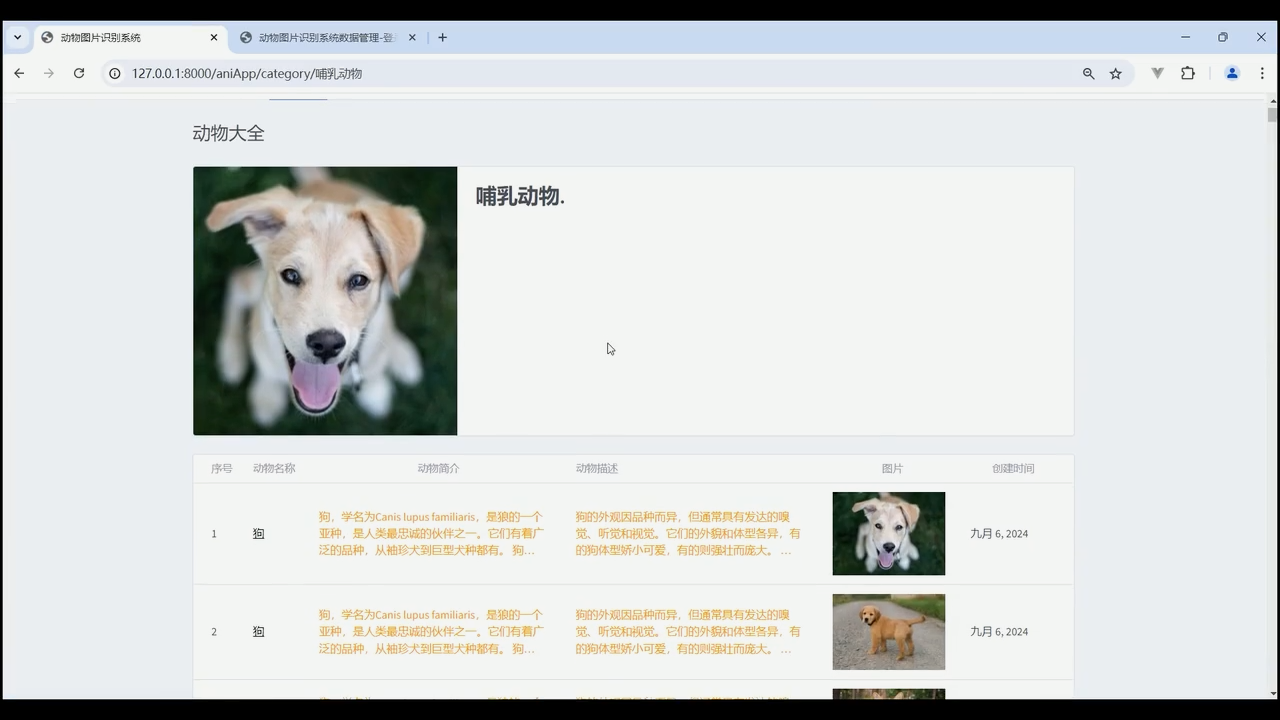 动物图片识别系统
动物图片识别系统数据管理-登
127.0.0.1:8000/aniApp/category/哺乳动物
动物大全
哺乳动物.
序号 动物名称 动物简介 动物描述 图片 创建时间
1 狗 狗，学名为Canis lupus familiaris，是狼的一个
亚种，是人类最忠诚的伙伴之一。它们有着广
泛的品种，从袖珍犬到巨型犬种都有。 狗...
狗的外观因品种而异，但通常具有发达的嗅
觉、听觉和视觉。它们的外貌和体型各异，有
的狗体型娇小可爱，有的则强壮而庞大。 ...
九月 6, 2024
2 狗 狗，学名为Canis lupus familiaris，是狼的一个
亚种，是人类最忠诚的伙伴之一。它们有着广
泛的品种，从袖珍犬到巨型犬种都有。 狗...
狗的外观因品种而异，但通常具有发达的嗅
觉、听觉和视觉。它们的外貌和体型各异，有
的狗体型娇小可爱，有的则强壮而庞大。 ...
九月 6, 2024